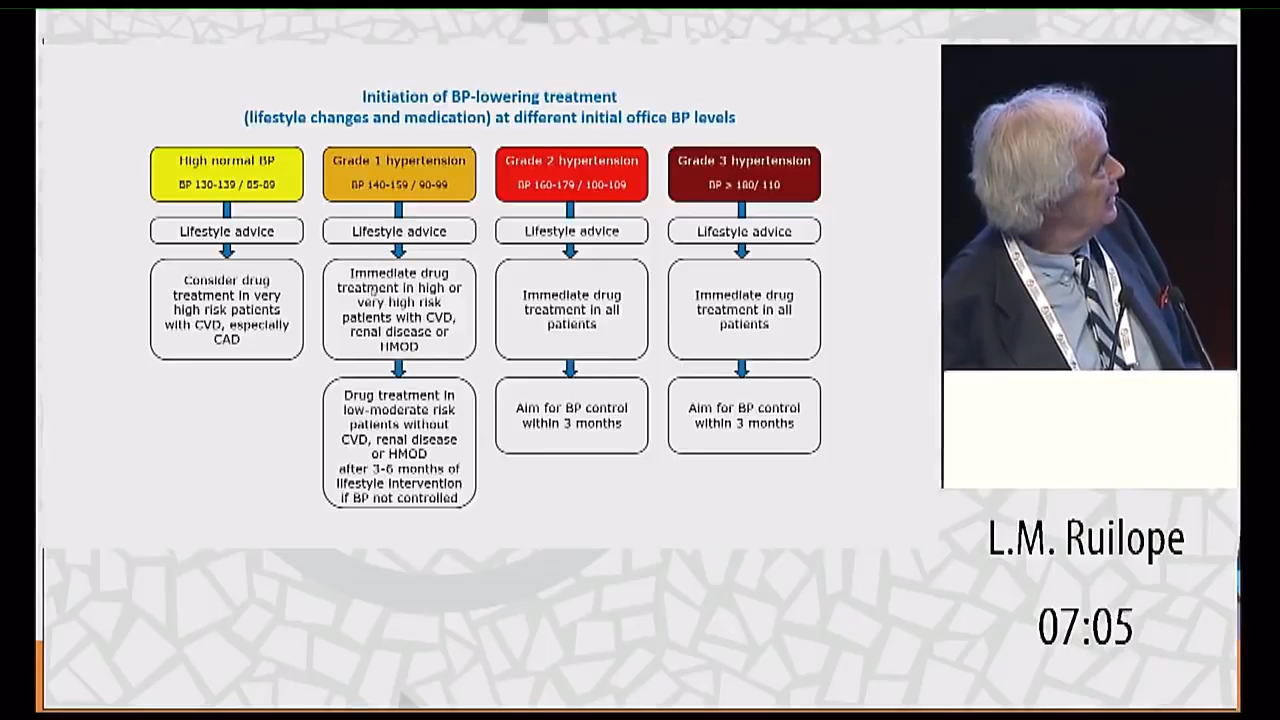 Initiation of BP-lowering treatment
(lifestyle changes and medication) at different initial office BP levels
High normal BP
BP 130-139 / 85-89
Lifestyle advice
Consider drug
treatment in very
high risk patients
with CVD, especially
CAD
Grade 1 hypertension
BP 140-159 / 90-99
Lifestyle advice
Immediate drug
treatment in high or
very high risk
patients with CVD,
renal disease or
HMOD
Drug treatment in
low-moderate risk
patients without
CVD, renal disease
or HMOD
after 3-6 months of
lifestyle intervention
if BP not controlled
Grade 2 hypertension
BP 160-179 / 100-109
Lifestyle advice
Immediate drug
treatment in all
patients
Aim for BP control
within 3 months
Grade 3 hypertension
BP ≥ 180/ 110
Lifestyle advice
Immediate drug
treatment in all
patients
Aim for BP control
within 3 months
L.M. Ruilope
07:05